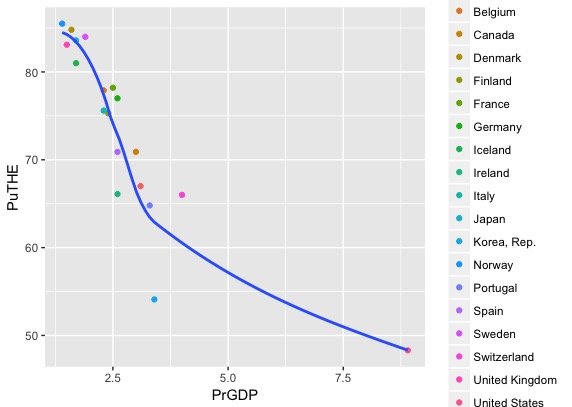 80
70
60
50
PuTHE
2.5
5.0
7.5
PrGDP
Belgium
Canada
Denmark
Finland
France
Germany
Iceland
Ireland
Italy
Japan
Korea, Rep.
Norway
Portugal
Spain
Sweden
Switzerland
United Kingdom
United States